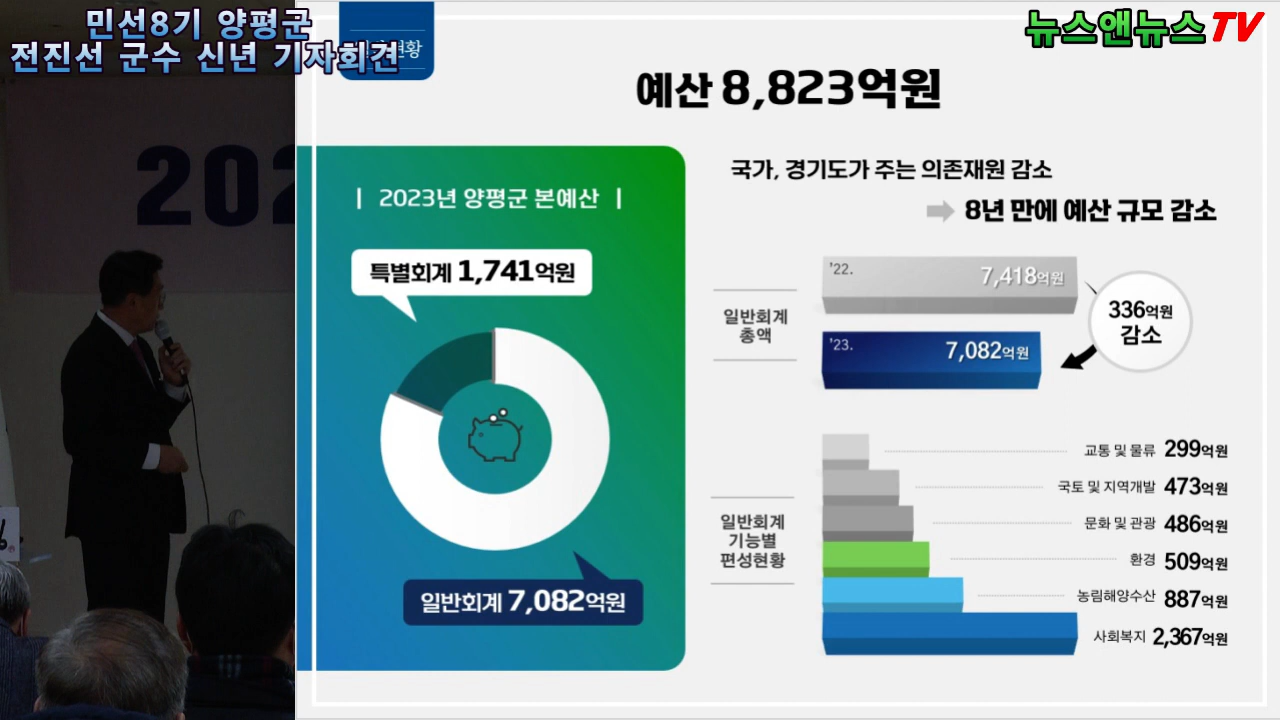 민선8기 양평군
전진선 군수 신년 기자회견
현황
뉴스앤뉴스TV
202
예산 8,823억원
2023년 양평군 본예산
특별회계 1,741억원
일반회계 7,082억원
국가, 경기도가 주는 의존재원 감소
8년 만에 예산 규모 감소
일반회계
총액
'22.
7,418억원
'23.
7,082억원
336억원
감소
일반회계
기능별
편성현황
교통 및 물류 299억원
국토 및 지역개발 473억원
문화 및 관광 486억원
환경 509억원
농림해양수산 887억원
사회복지 2,367억원